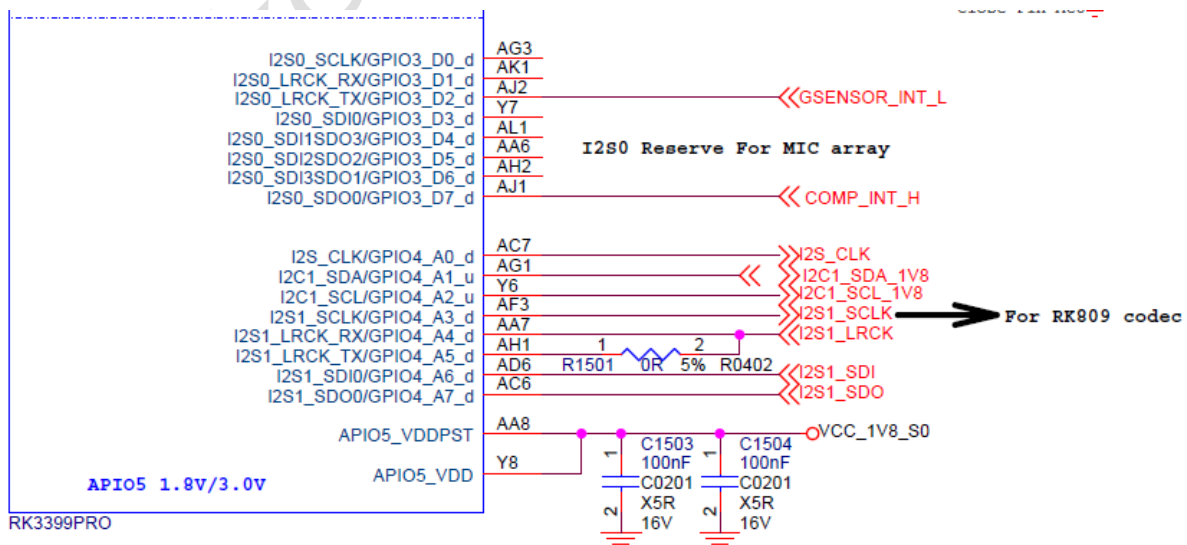 I2S0_SCLK/GPIO3_D0_d AG3
I2S0_LRCK_RX/GPIO3_D1_d AK1
I2S0_LRCK_TX/GPIO3_D2_d AJ2 GSENSOR_INT_L
I2S0_SDI0/GPIO3_D3_d Y7
I2S0_SDI1SDO3/GPIO3_D4_d AL1
I2S0_SDI2SDO2/GPIO3_D5_d AA6
I2S0 Reserve For MIC array
I2S0_SDI3SDO1/GPIO3_D6_d AH2
I2S0_SDO0/GPIO3_D7_d AJ1 COMP_INT_H
I2S_CLK/GPIO4_A0_d AC7 I2S_CLK
I2C1_SDA/GPIO4_A1_u AG1 I2C1_SDA_1V8
I2C1_SCL/GPIO4_A2_u Y6 I2C1_SCL_1V8
I2S1_SCLK/GPIO4_A3_d AF3 I2S1_SCLK For RK809 codec
I2S1_LRCK_RX/GPIO4_A4_d AA7 I2S1_LRCK
I2S1_LRCK_TX/GPIO4_A5_d AH1 1 2
R1501 0R 5% R0402
I2S1_SDI0/GPIO4_A6_d AD6 I2S1_SDI
I2S1_SDO0/GPIO4_A7_d AC6 I2S1_SDO
APIO5_VDDPST AA8 VCC_1V8_S0
APIO5_VDD Y8
1 C1503 1 C1504
100nF 100nF
C0201 C0201
2 X5R 2 X5R
16V 16V
APIO5 1.8V/3.0V
RK3399PRO